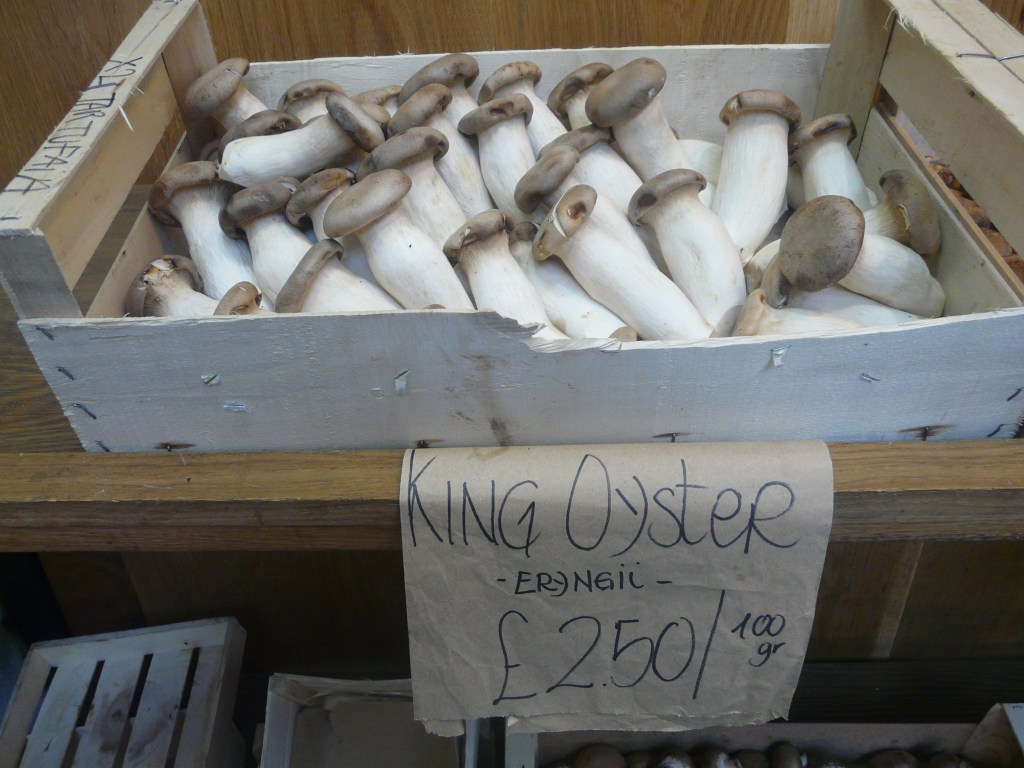 KING Oyster
- ERYNGii -
£2.50/100 gr